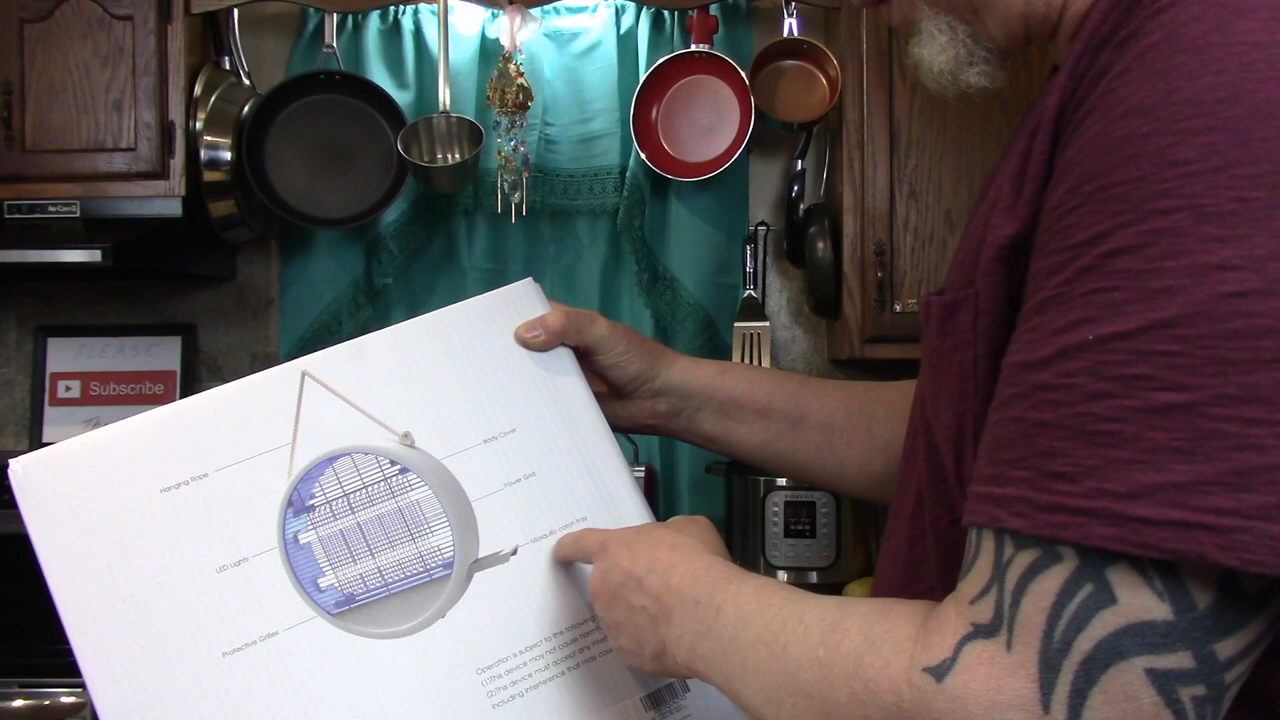 PLEASE
Subscribe
Hanging Rope
Body Cover
Power Grid
LED Lights
Mosquito catch tray
Protective Grilles
Operation is subject to the following
(1)This device may not cause harmf
(2)This device must accept any interf
including interference that may cau